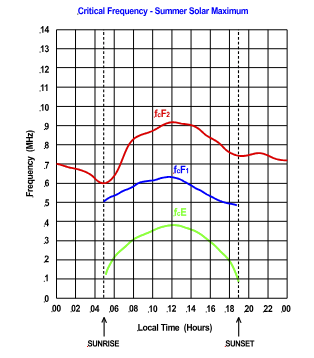 Critical Frequency - Summer Solar Maximum
.14
.13
.12
.11
.10
.9
.8
.7
.6
.5
.4
.3
.2
.1
.0
Frequency (MHz)
fcF2
fcF1
fcE
.00 .02 .04 .06 .08 .10 .12 .14 .16 .18 .20 .22 .00
Local Time (Hours)
SUNRISE
SUNSET